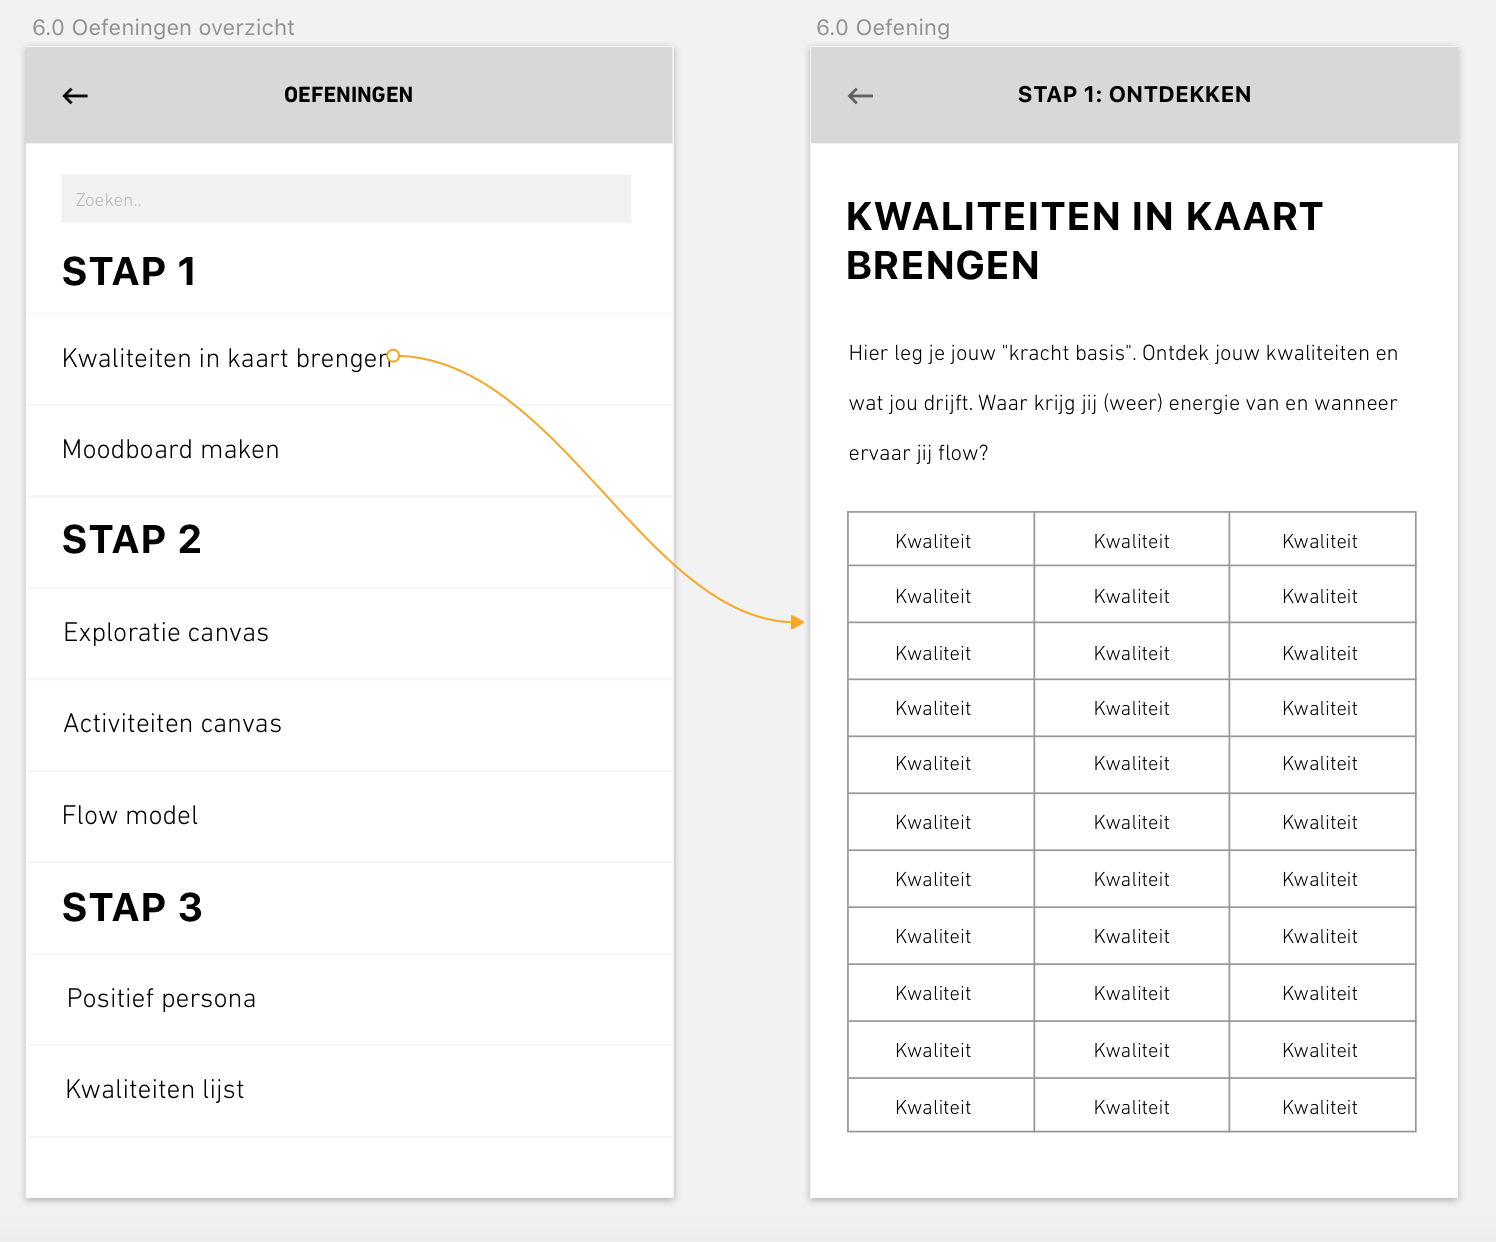 6.0 Oefeningen overzicht
OEFENINGEN
Zoeken..
STAP 1
Kwaliteiten in kaart brengen
Moodboard maken
STAP 2
Exploratie canvas
Activiteiten canvas
Flow model
STAP 3
Positief persona
Kwaliteiten lijst
6.0 Oefening
STAP 1: ONTDEKKEN
KWALITEITEN IN KAART
BRENGEN
Hier leg je jouw "kracht basis". Ontdek jouw kwaliteiten en
wat jou drijft. Waar krijg jij (weer) energie van en wanneer
ervaar jij flow?
Kwaliteit Kwaliteit Kwaliteit
Kwaliteit Kwaliteit Kwaliteit
Kwaliteit Kwaliteit Kwaliteit
Kwaliteit Kwaliteit Kwaliteit
Kwaliteit Kwaliteit Kwaliteit
Kwaliteit Kwaliteit Kwaliteit
Kwaliteit Kwaliteit Kwaliteit
Kwaliteit Kwaliteit Kwaliteit
Kwaliteit Kwaliteit Kwaliteit
Kwaliteit Kwaliteit Kwaliteit
Kwaliteit Kwaliteit Kwaliteit